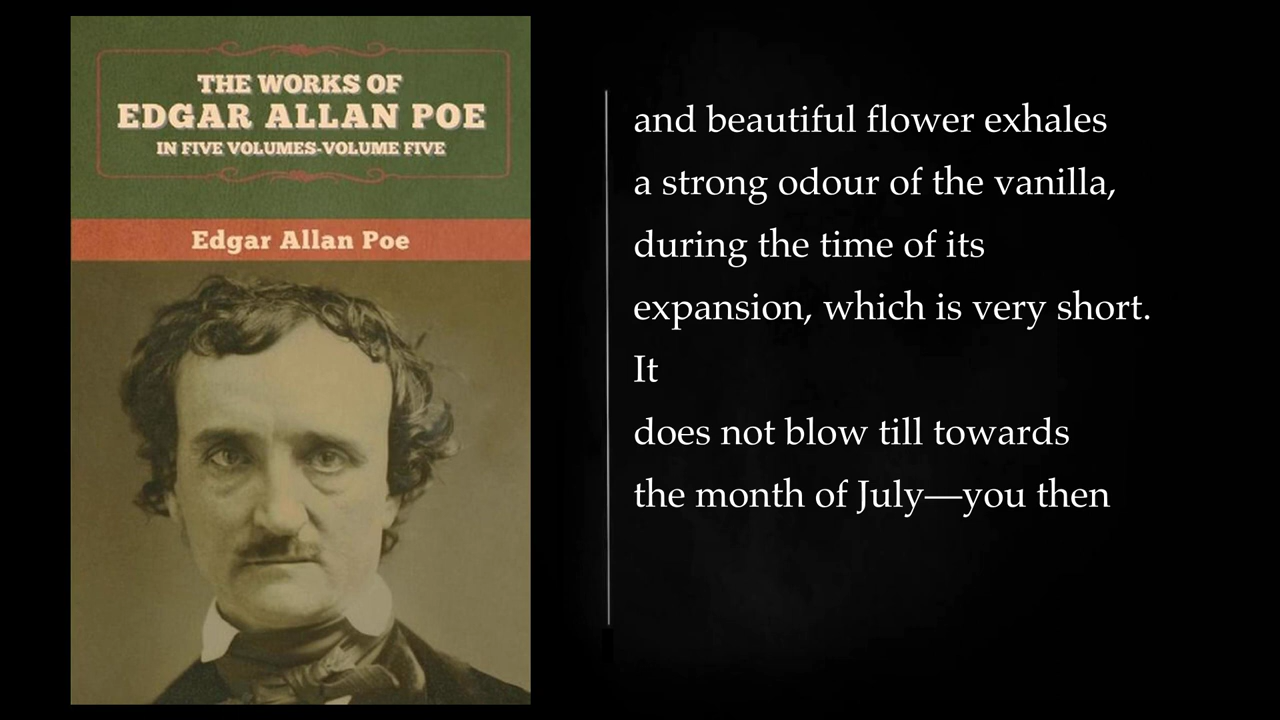 THE WORKS OF
EDGAR ALLAN POE
IN FIVE VOLUMES-VOLUME FIVE
Edgar Allan Poe
and beautiful flower exhales
a strong odour of the vanilla,
during the time of its
expansion, which is very short.
It
does not blow till towards
the month of July—you then